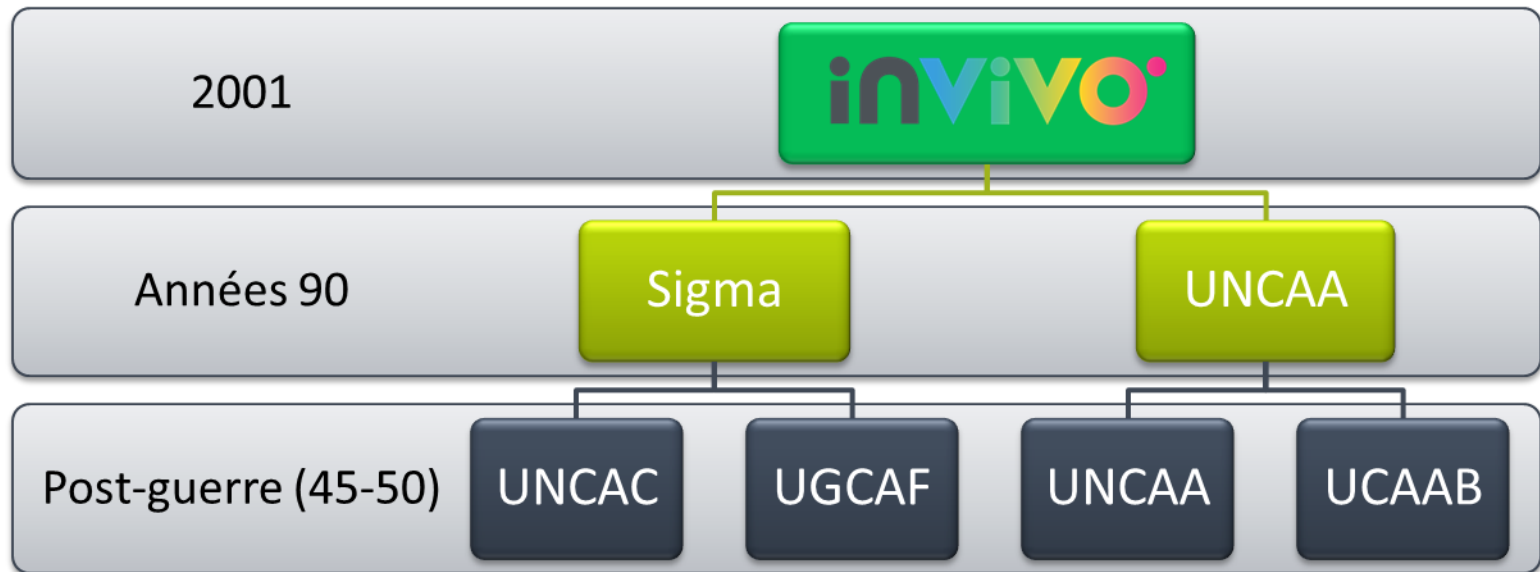 2001
inVivo
Années 90
Sigma
UNCAA
Post-guerre (45-50)
UNCAC
UGCAF
UNCAA
UCAAB